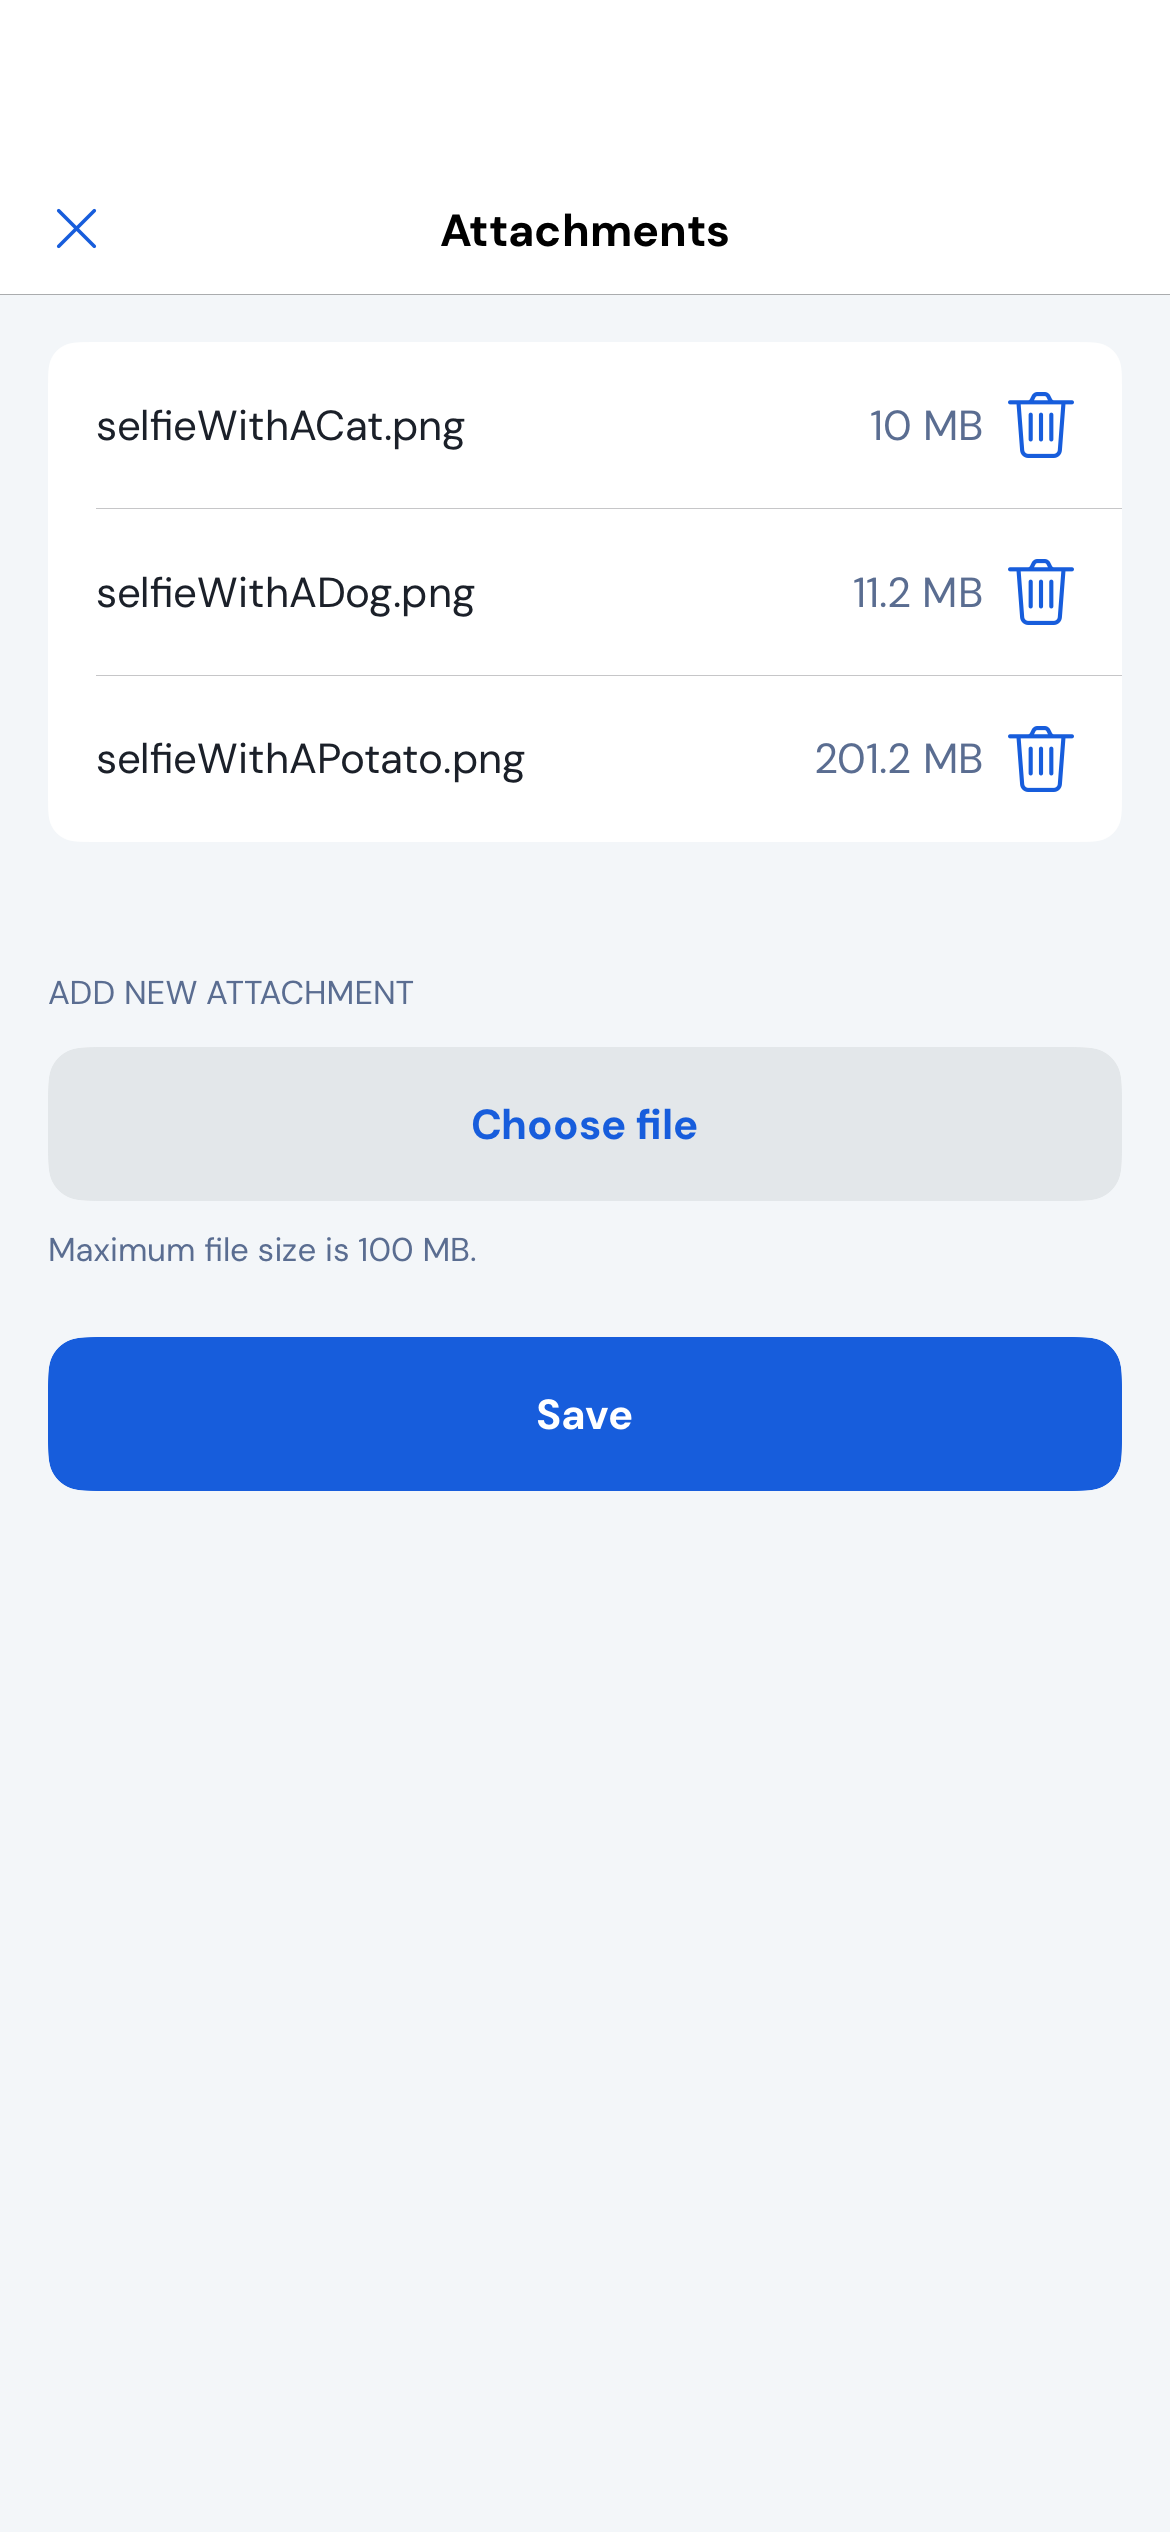 Attachments
selfieWithACat.png 10 MB
selfieWithADog.png 11.2 MB
selfieWithAPotato.png 201.2 MB
ADD NEW ATTACHMENT
Choose file
Maximum file size is 100 MB.
Save